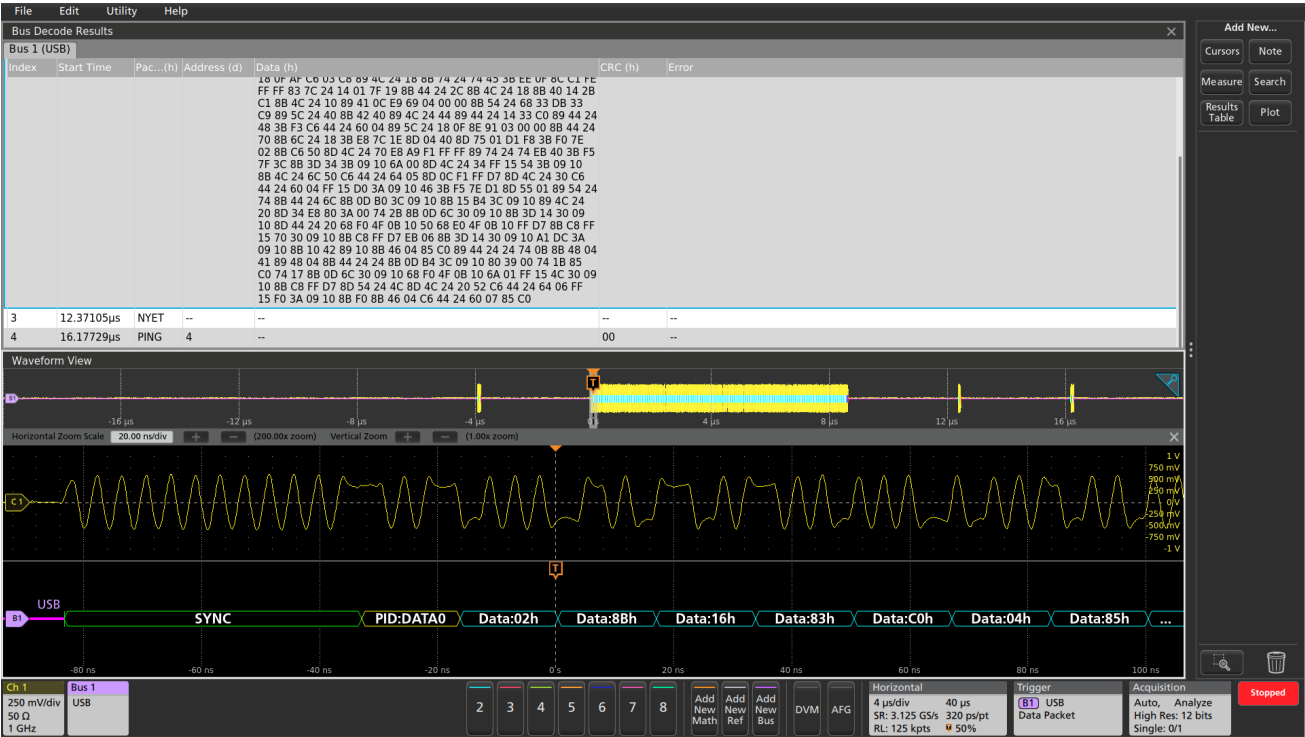 File Edit Utility Help
Bus Decode Results
Bus 1 (USB)
Index Start Time Pac...(h) Address (d) Data (h) CRC (h) Error
18 0F AF C6 03 C8 89 4C 24 18 8B 74 24 74 45 3B EE 0F 8C C1 FE
FF FF 83 7C 24 14 01 7F 19 8B 44 24 2C 8B 4C 24 18 8B 40 14 2B
C1 8B 4C 24 10 89 41 0C E9 69 04 00 00 8B 54 24 68 33 DB 33
C9 89 5C 24 40 8B 42 40 89 4C 24 44 89 44 24 14 33 C0 89 44 24
48 3B F3 C6 44 24 60 04 89 5C 24 18 0F 8E 91 03 00 00 8B 44 24
70 8B 6C 24 18 3B E8 7C 1E 8D 04 40 8D 75 01 D1 F8 3B F0 7E
02 8B C6 50 8D 4C 24 70 E8 A9 F1 FF FF 89 74 24 74 EB 40 3B F5
7F 3C 8B 3D 34 3B 09 10 6A 00 8D 4C 24 34 FF 15 54 3B 09 10
8B 4C 24 6C 50 C6 44 24 64 05 8D 0C F1 FF D7 8D 4C 24 30 C6
44 24 60 04 FF 15 D0 3A 09 10 46 3B F5 7E D1 8D 55 01 89 54 24
74 8B 44 24 6C 8B 0D B0 3C 09 10 8B 15 B4 3C 09 10 89 4C 24
20 8D 34 E8 80 3A 00 74 2B 8B 0D 6C 30 09 10 8B 3D 14 30 09
10 8D 44 24 20 68 F0 4F 0B 10 50 68 E0 4F 0B 10 FF D7 8B C8 FF
15 70 30 09 10 8B C8 FF D7 EB 06 8B 3D 14 30 09 10 A1 DC 3A
09 10 8B 10 42 89 10 8B 46 04 85 C0 89 44 24 24 74 0B 8B 48 04
41 89 48 04 8B 44 24 24 8B 0D B4 3C 09 10 80 39 00 74 1B 85
C0 74 17 8B 0D 6C 30 09 10 68 F0 4F 0B 10 6A 01 FF 15 4C 30 09
10 8B C8 FF D7 8D 54 24 4C 8D 4C 24 20 52 C6 44 24 64 06 FF
15 F0 3A 09 10 8B F0 8B 46 04 C6 44 24 60 07 85 C0
3 12.37105µs NYET -- -- -- --
4 16.17729µs PING 4 -- 00 --
Waveform View
T
B1
-16 µs -12 µs -8 µs -4 µs 4 µs 8 µs 12 µs 16 µs
Horizontal Zoom Scale 20.00 ns/div + − (200.00x zoom) Vertical Zoom + − (1.00x zoom)
1 V
750 mV
500 mV
250 mV
C1 0 V
-250 mV
-500 mV
-750 mV
-1 V
T
USB
B1 SYNC PID:DATA0 Data:02h Data:8Bh Data:16h Data:83h Data:C0h Data:04h Data:85h ...
-80 ns -60 ns -40 ns -20 ns 0 s 20 ns 40 ns 60 ns 80 ns 100 ns
Add New...
Cursors Note
Measure Search
Results Table Plot
Ch 1
250 mV/div
50 Ω
1 GHz
Bus 1
USB
2 3 4 5 6 7 8
Add New Math
Add New Ref
Add New Bus
DVM AFG
Horizontal
4 µs/div 40 µs
SR: 3.125 GS/s 320 ps/pt
RL: 125 kpts T 50%
Trigger
B1 USB
Data Packet
Acquisition
Auto, Analyze
High Res: 12 bits
Single: 0/1
Stopped